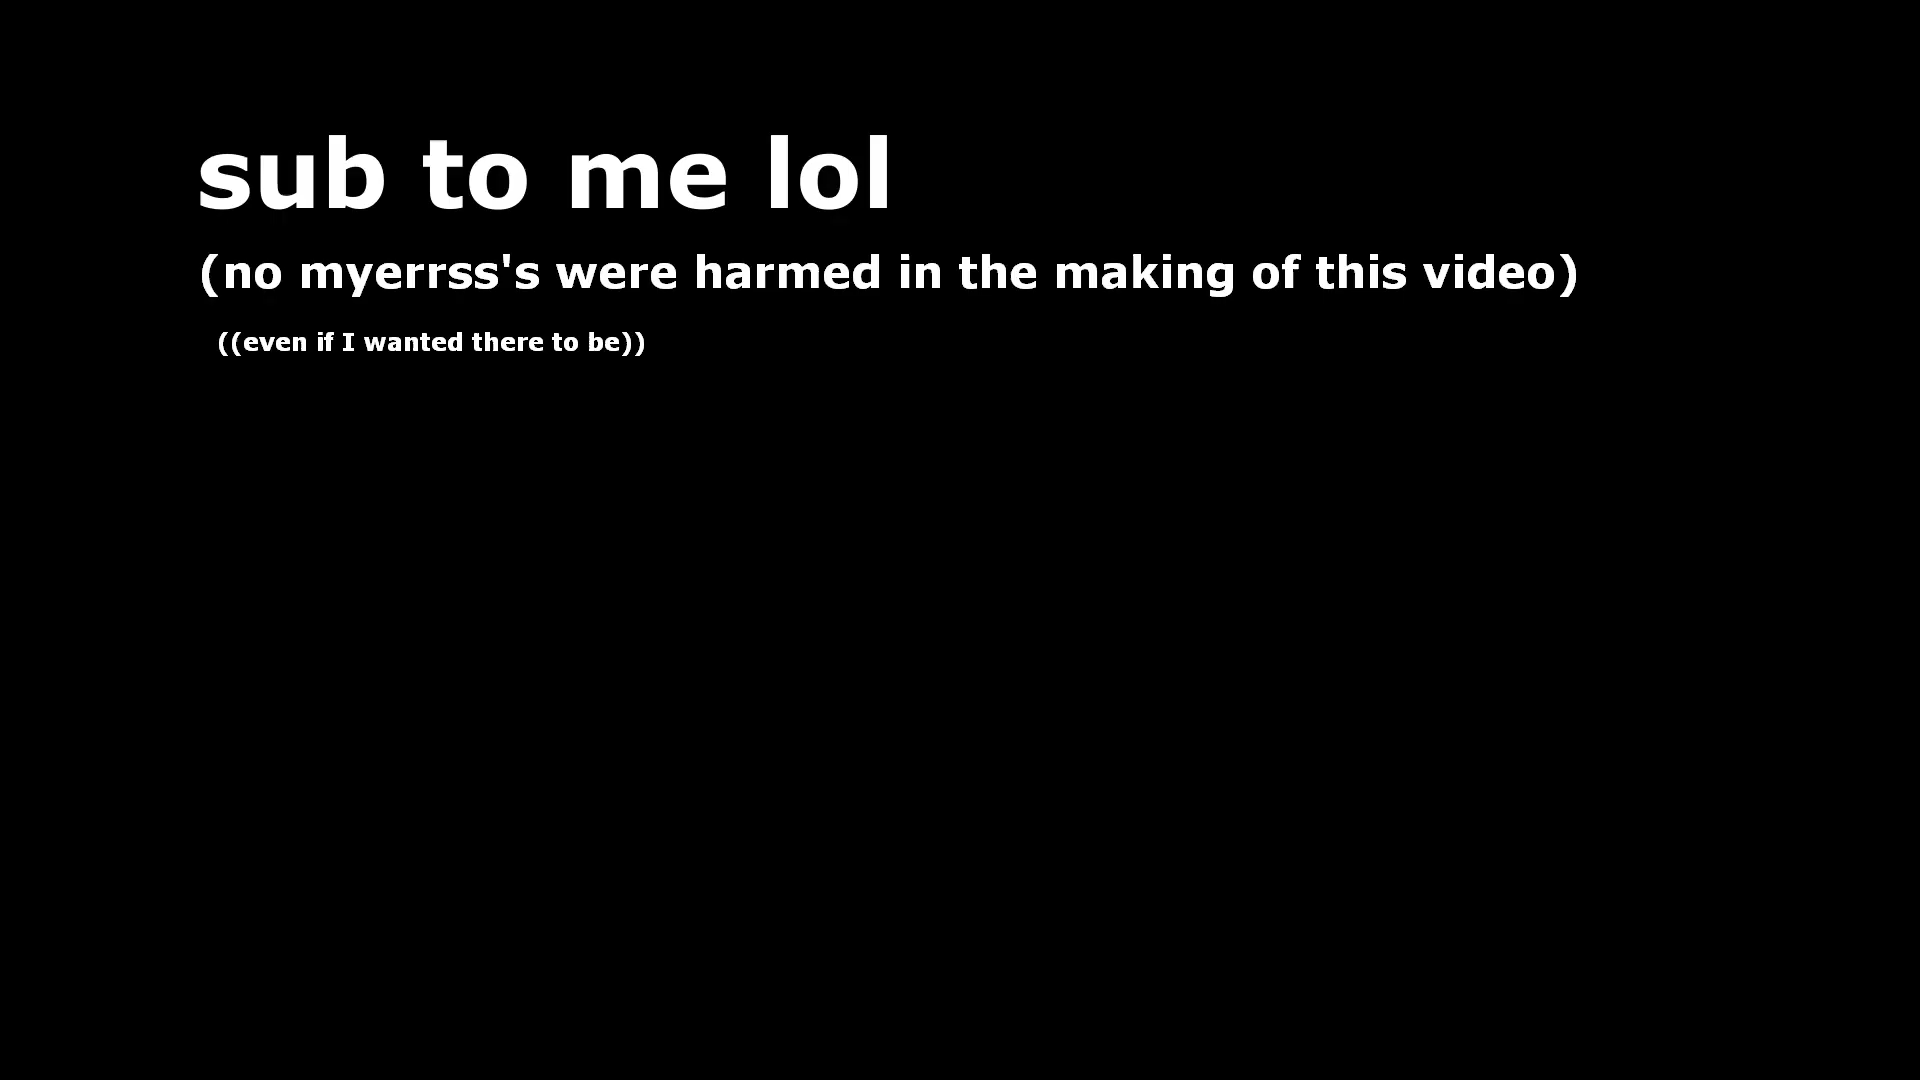 sub to me lol
(no myerrss's were harmed in the making of this video)
((even if I wanted there to be))